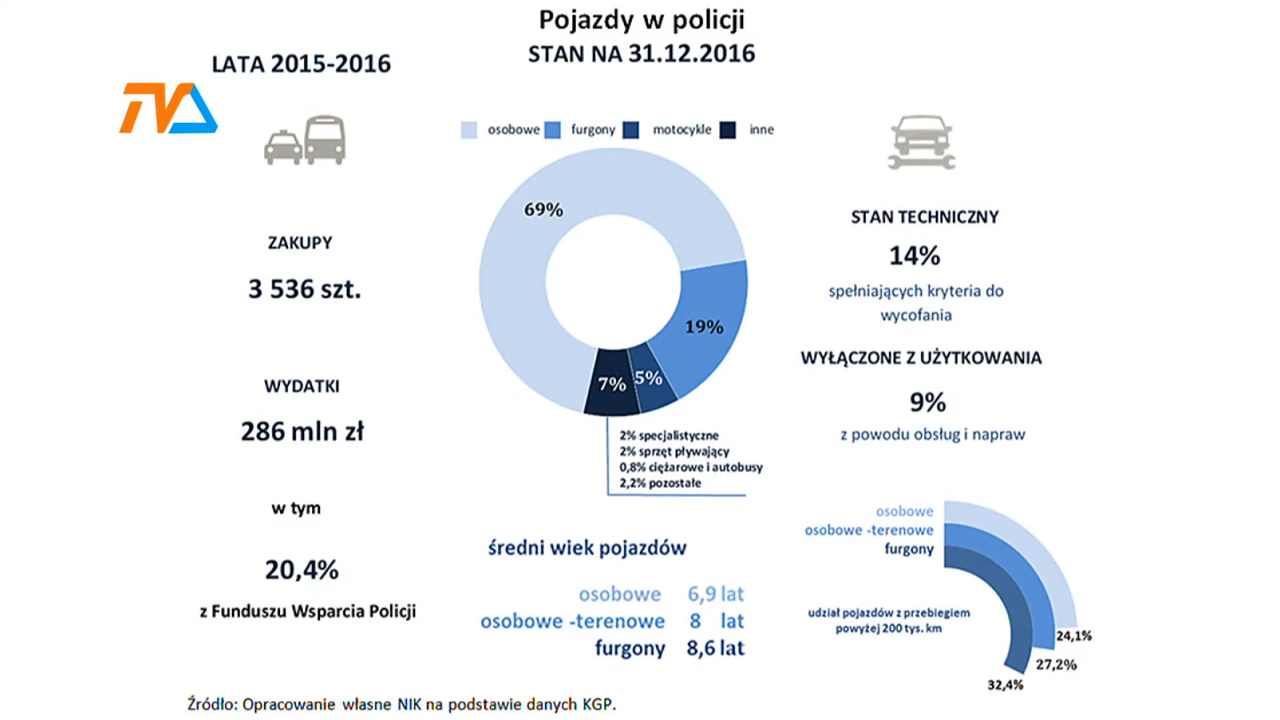 Pojazdy w policji
STAN NA 31.12.2016
LATA 2015-2016
TVA
ZAKUPY
3 536 szt.
WYDATKI
286 mln zł
w tym
20,4%
z Funduszu Wsparcia Policji
osobowe furgony motocykle inne
69%
19%
5%
7%
2% specjalistyczne
2% sprzęt pływający
0,8% ciężarowe i autobusy
2,2% pozostałe
średni wiek pojazdów
osobowe 6,9 lat
osobowe -terenowe 8 lat
furgony 8,6 lat
STAN TECHNICZNY
14%
spełniających kryteria do
wycofania
WYŁĄCZONE Z UŻYTKOWANIA
9%
z powodu obsług i napraw
osobowe
osobowe -terenowe
furgony
udział pojazdów z przebiegiem
powyżej 200 tys. km
24,1%
27,2%
32,4%
Źródło: Opracowanie własne NIK na podstawie danych KGP.